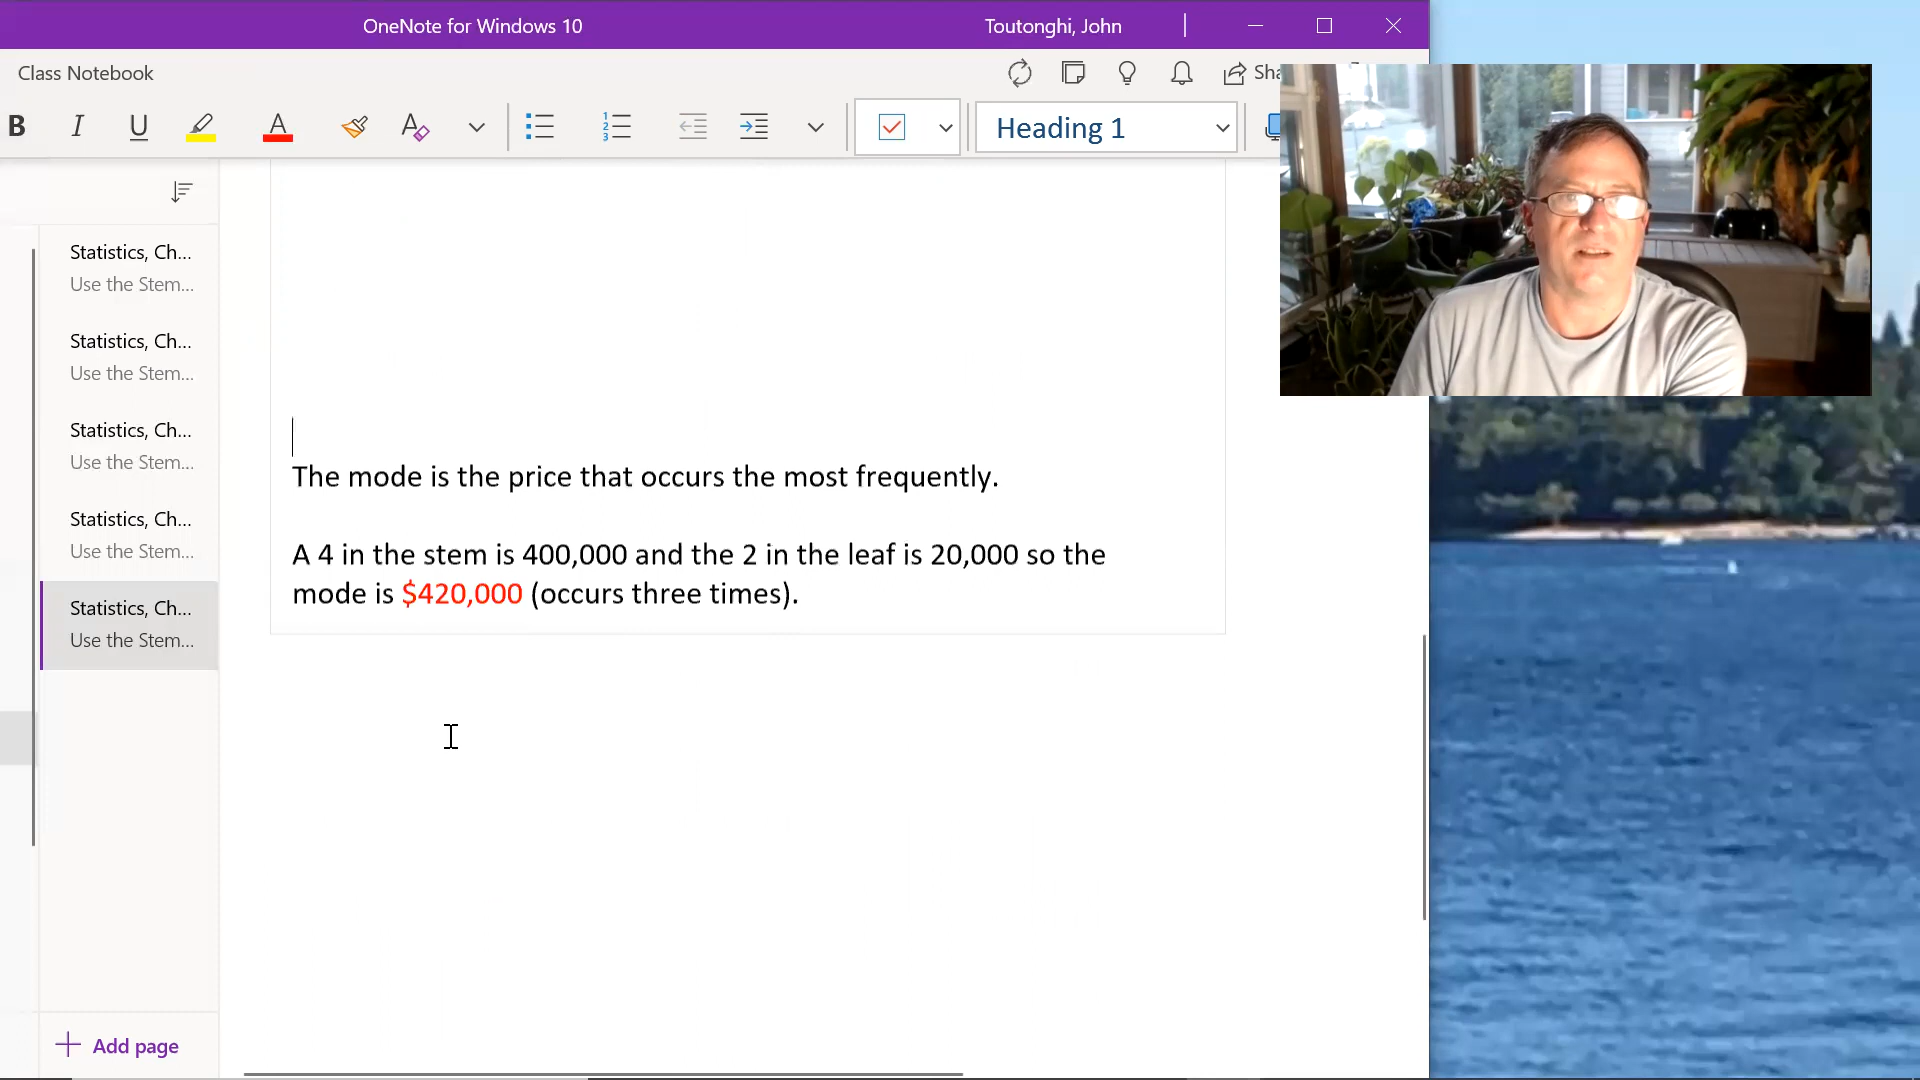 OneNote for Windows 10
Toutonghi, John
Class Notebook
Sha
B I U A A
Heading 1
Statistics, Ch...
Use the Stem...
Statistics, Ch...
Use the Stem...
Statistics, Ch...
Use the Stem...
Statistics, Ch...
Use the Stem...
Statistics, Ch...
Use the Stem...
The mode is the price that occurs the most frequently.
A 4 in the stem is 400,000 and the 2 in the leaf is 20,000 so the
mode is $420,000 (occurs three times).
Add page